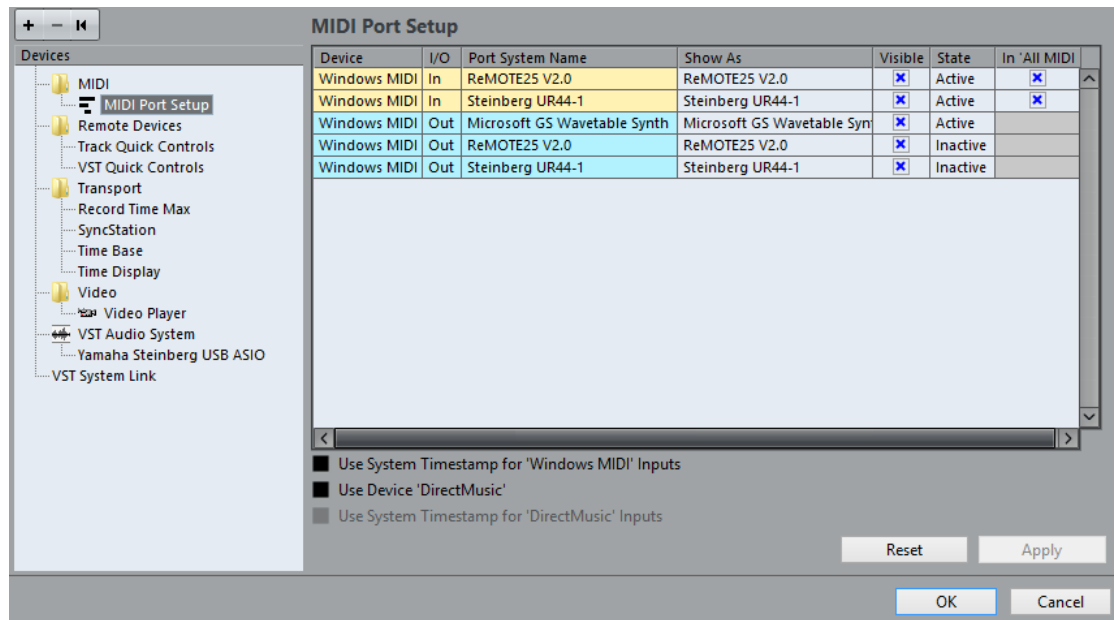 MIDI Port Setup
Devices
MIDI
MIDI Port Setup
Remote Devices
Track Quick Controls
VST Quick Controls
Transport
Record Time Max
SyncStation
Time Base
Time Display
Video
Video Player
VST Audio System
Yamaha Steinberg USB ASIO
VST System Link
Device I/O Port System Name Show As Visible State In 'All MIDI
Windows MIDI In ReMOTE25 V2.0 ReMOTE25 V2.0 Active
Windows MIDI In Steinberg UR44-1 Steinberg UR44-1 Active
Windows MIDI Out Microsoft GS Wavetable Synth Microsoft GS Wavetable Syn Active
Windows MIDI Out ReMOTE25 V2.0 ReMOTE25 V2.0 Inactive
Windows MIDI Out Steinberg UR44-1 Steinberg UR44-1 Inactive
Use System Timestamp for 'Windows MIDI' Inputs
Use Device 'DirectMusic'
Use System Timestamp for 'DirectMusic' Inputs
Reset Apply
OK Cancel